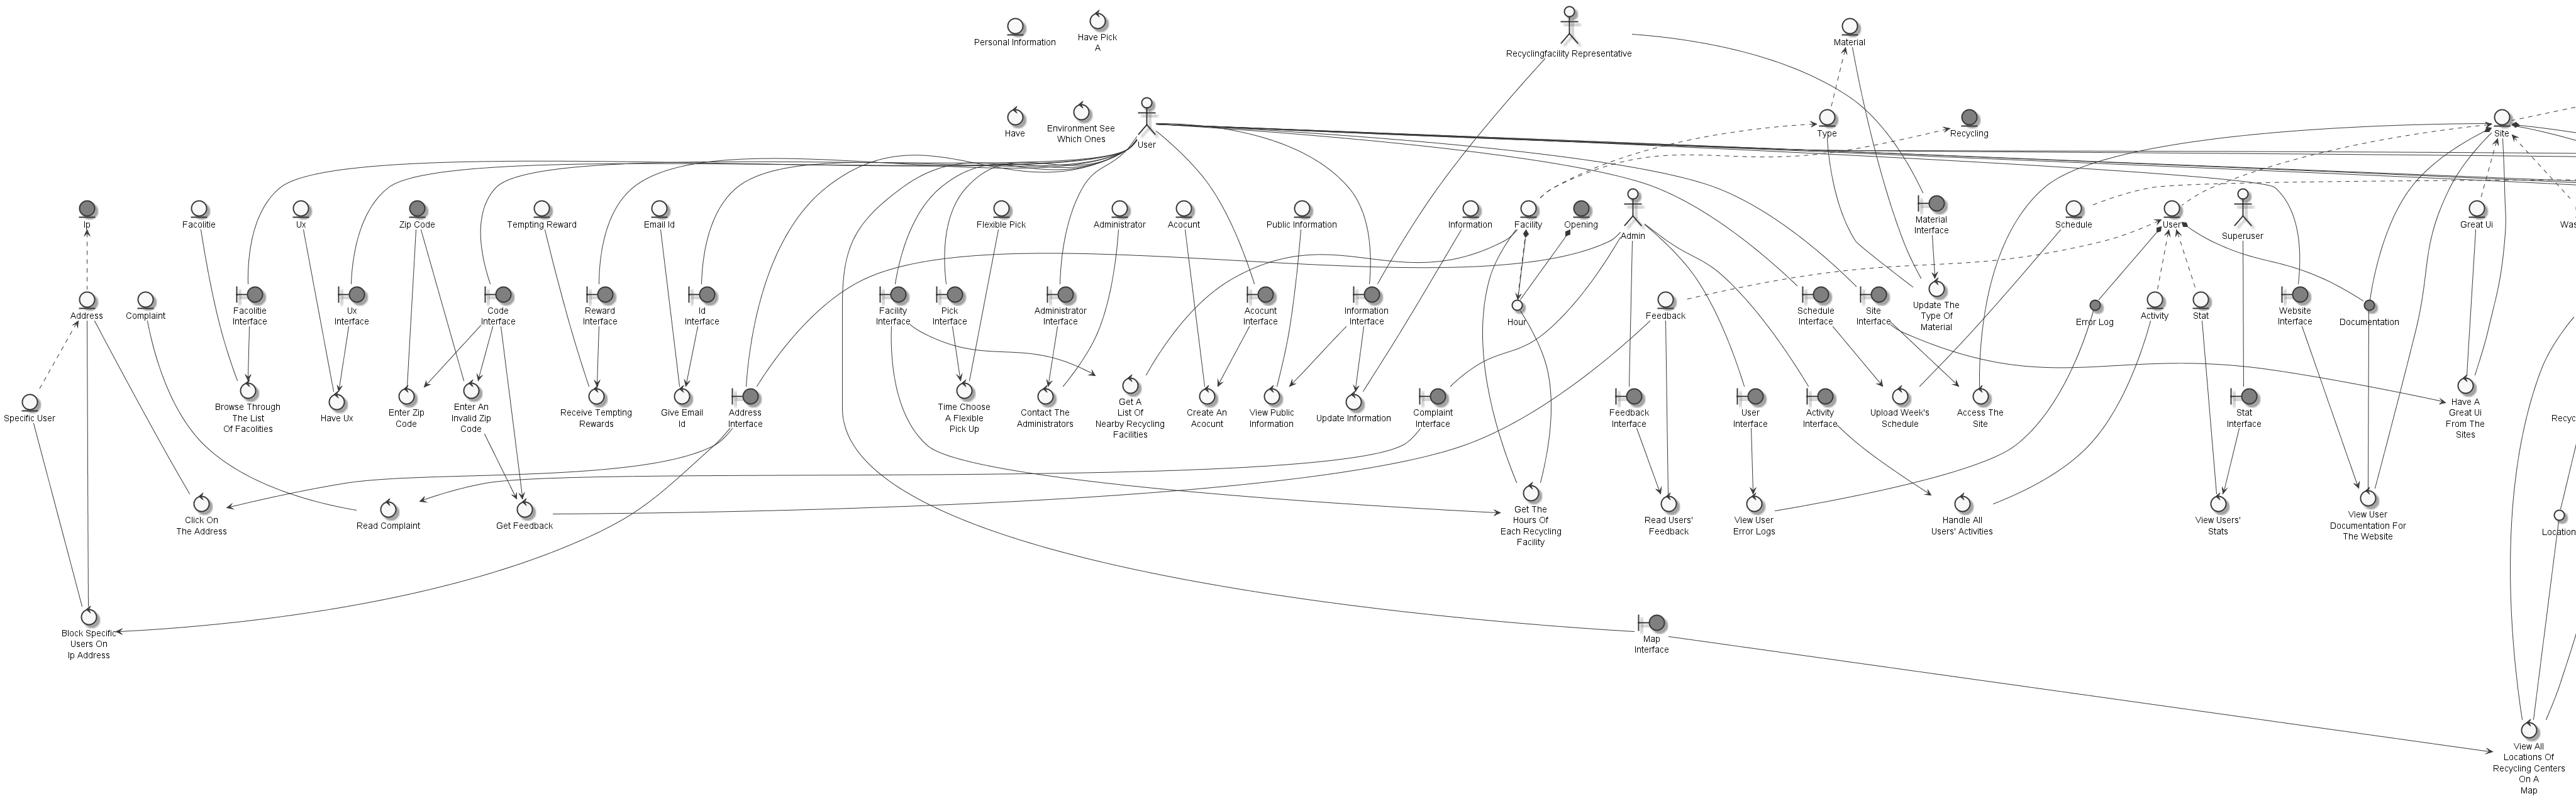 Personal Information
Have Pick
A
Recyclingfacility Representative
Material
Have
Environment See
Which Ones
User
Type
Recycling
Site
Ip
Facolitie
Ux
Zip Code
Tempting Reward
Email Id
Flexible Pick
Administrator
Acocunt
Public Information
Information
Facility
Opening
Admin
Material
Interface
Schedule
User
Superuser
Great Ui
Was
Address
Complaint
Facolitie
Interface
Ux
Interface
Code
Interface
Reward
Interface
Id
Interface
Facility
Interface
Pick
Interface
Administrator
Interface
Acocunt
Interface
Information
Interface
Hour
Feedback
Schedule
Interface
Site
Interface
Update The
Type Of
Material
Error Log
Activity
Stat
Website
Interface
Documentation
Specific User
Browse Through
The List
Of Facolities
Have Ux
Enter Zip
Code
Enter An
Invalid Zip
Code
Receive Tempting
Rewards
Give Email
Id
Address
Interface
Time Choose
A Flexible
Pick Up
Contact The
Administrators
Get A
List Of
Nearby Recycling
Facilities
Create An
Acocunt
View Public
Information
Update Information
Complaint
Interface
Feedback
Interface
User
Interface
Activity
Interface
Upload Week's
Schedule
Access The
Site
Stat
Interface
Have A
Great Ui
From The
Sites
Recyc
Click On
The Address
Read Complaint
Get Feedback
Get The
Hours Of
Each Recycling
Facility
Read Users'
Feedback
View User
Error Logs
Handle All
Users' Activities
View Users'
Stats
View User
Documentation For
The Website
Location
Block Specific
Users On
Ip Address
Map
Interface
View All
Locations Of
Recycling Centers
On A
Map